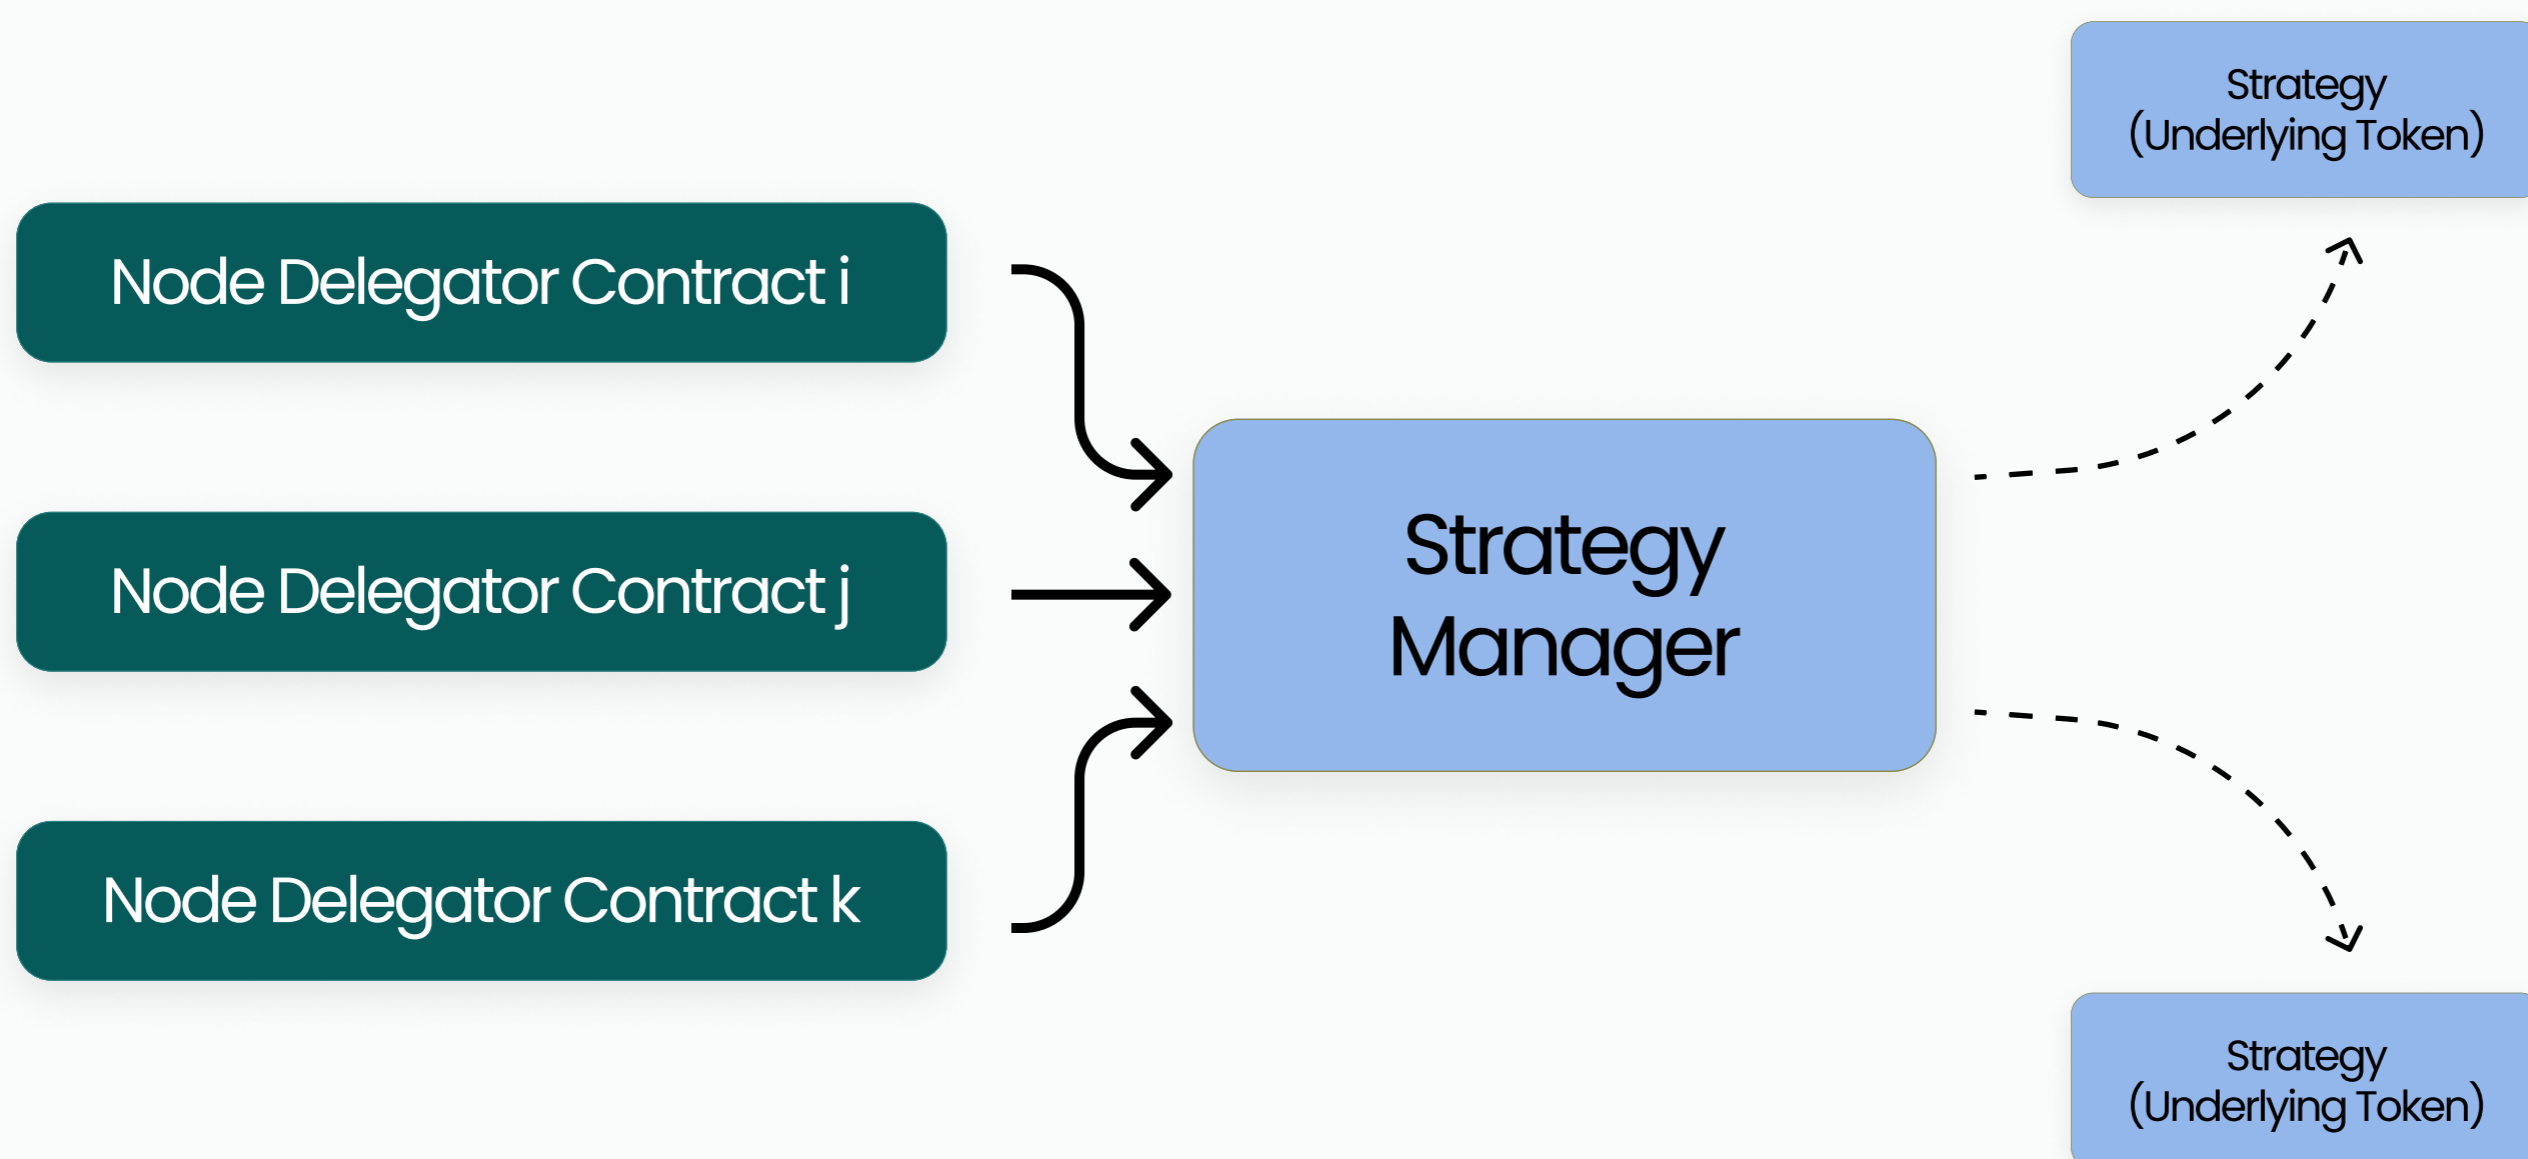 Node Delegator Contract i
Node Delegator Contract j
Node Delegator Contract k
Strategy
Manager
Strategy
(Underlying Token)
Strategy
(Underlying Token)